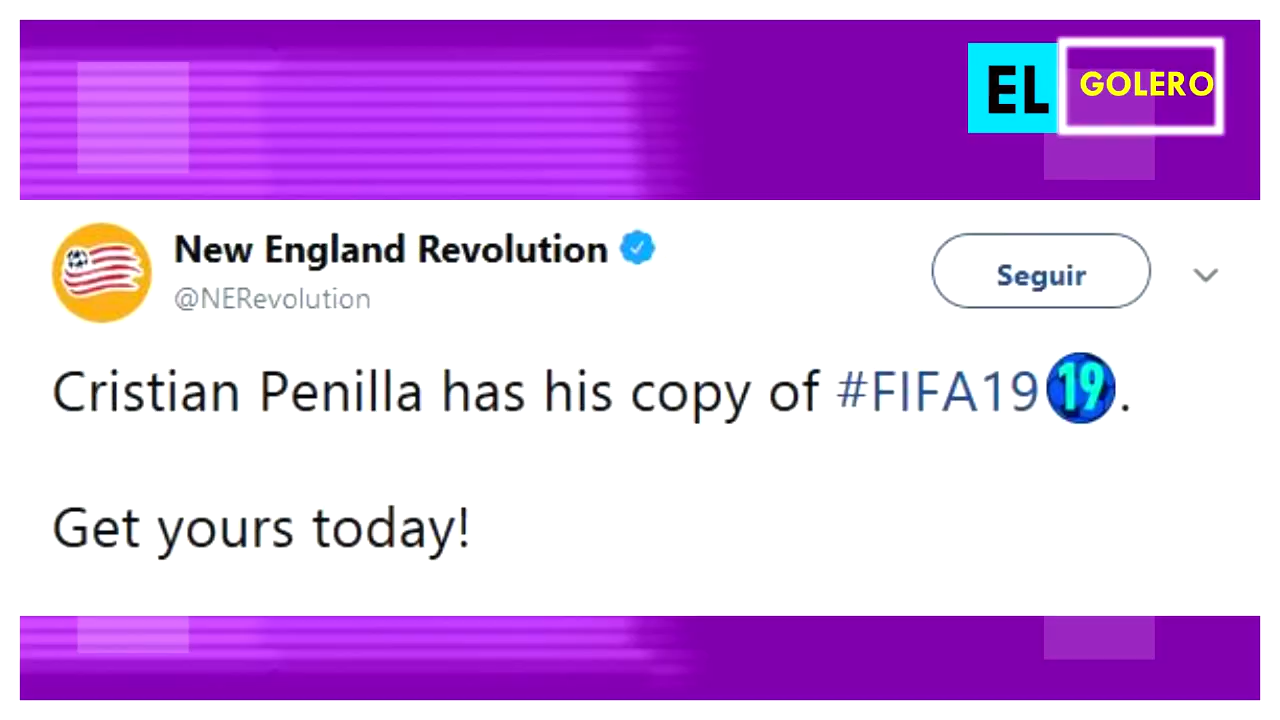 EL GOLERO
New England Revolution
@NERevolution
Seguir
Cristian Penilla has his copy of #FIFA19 19.
Get yours today!